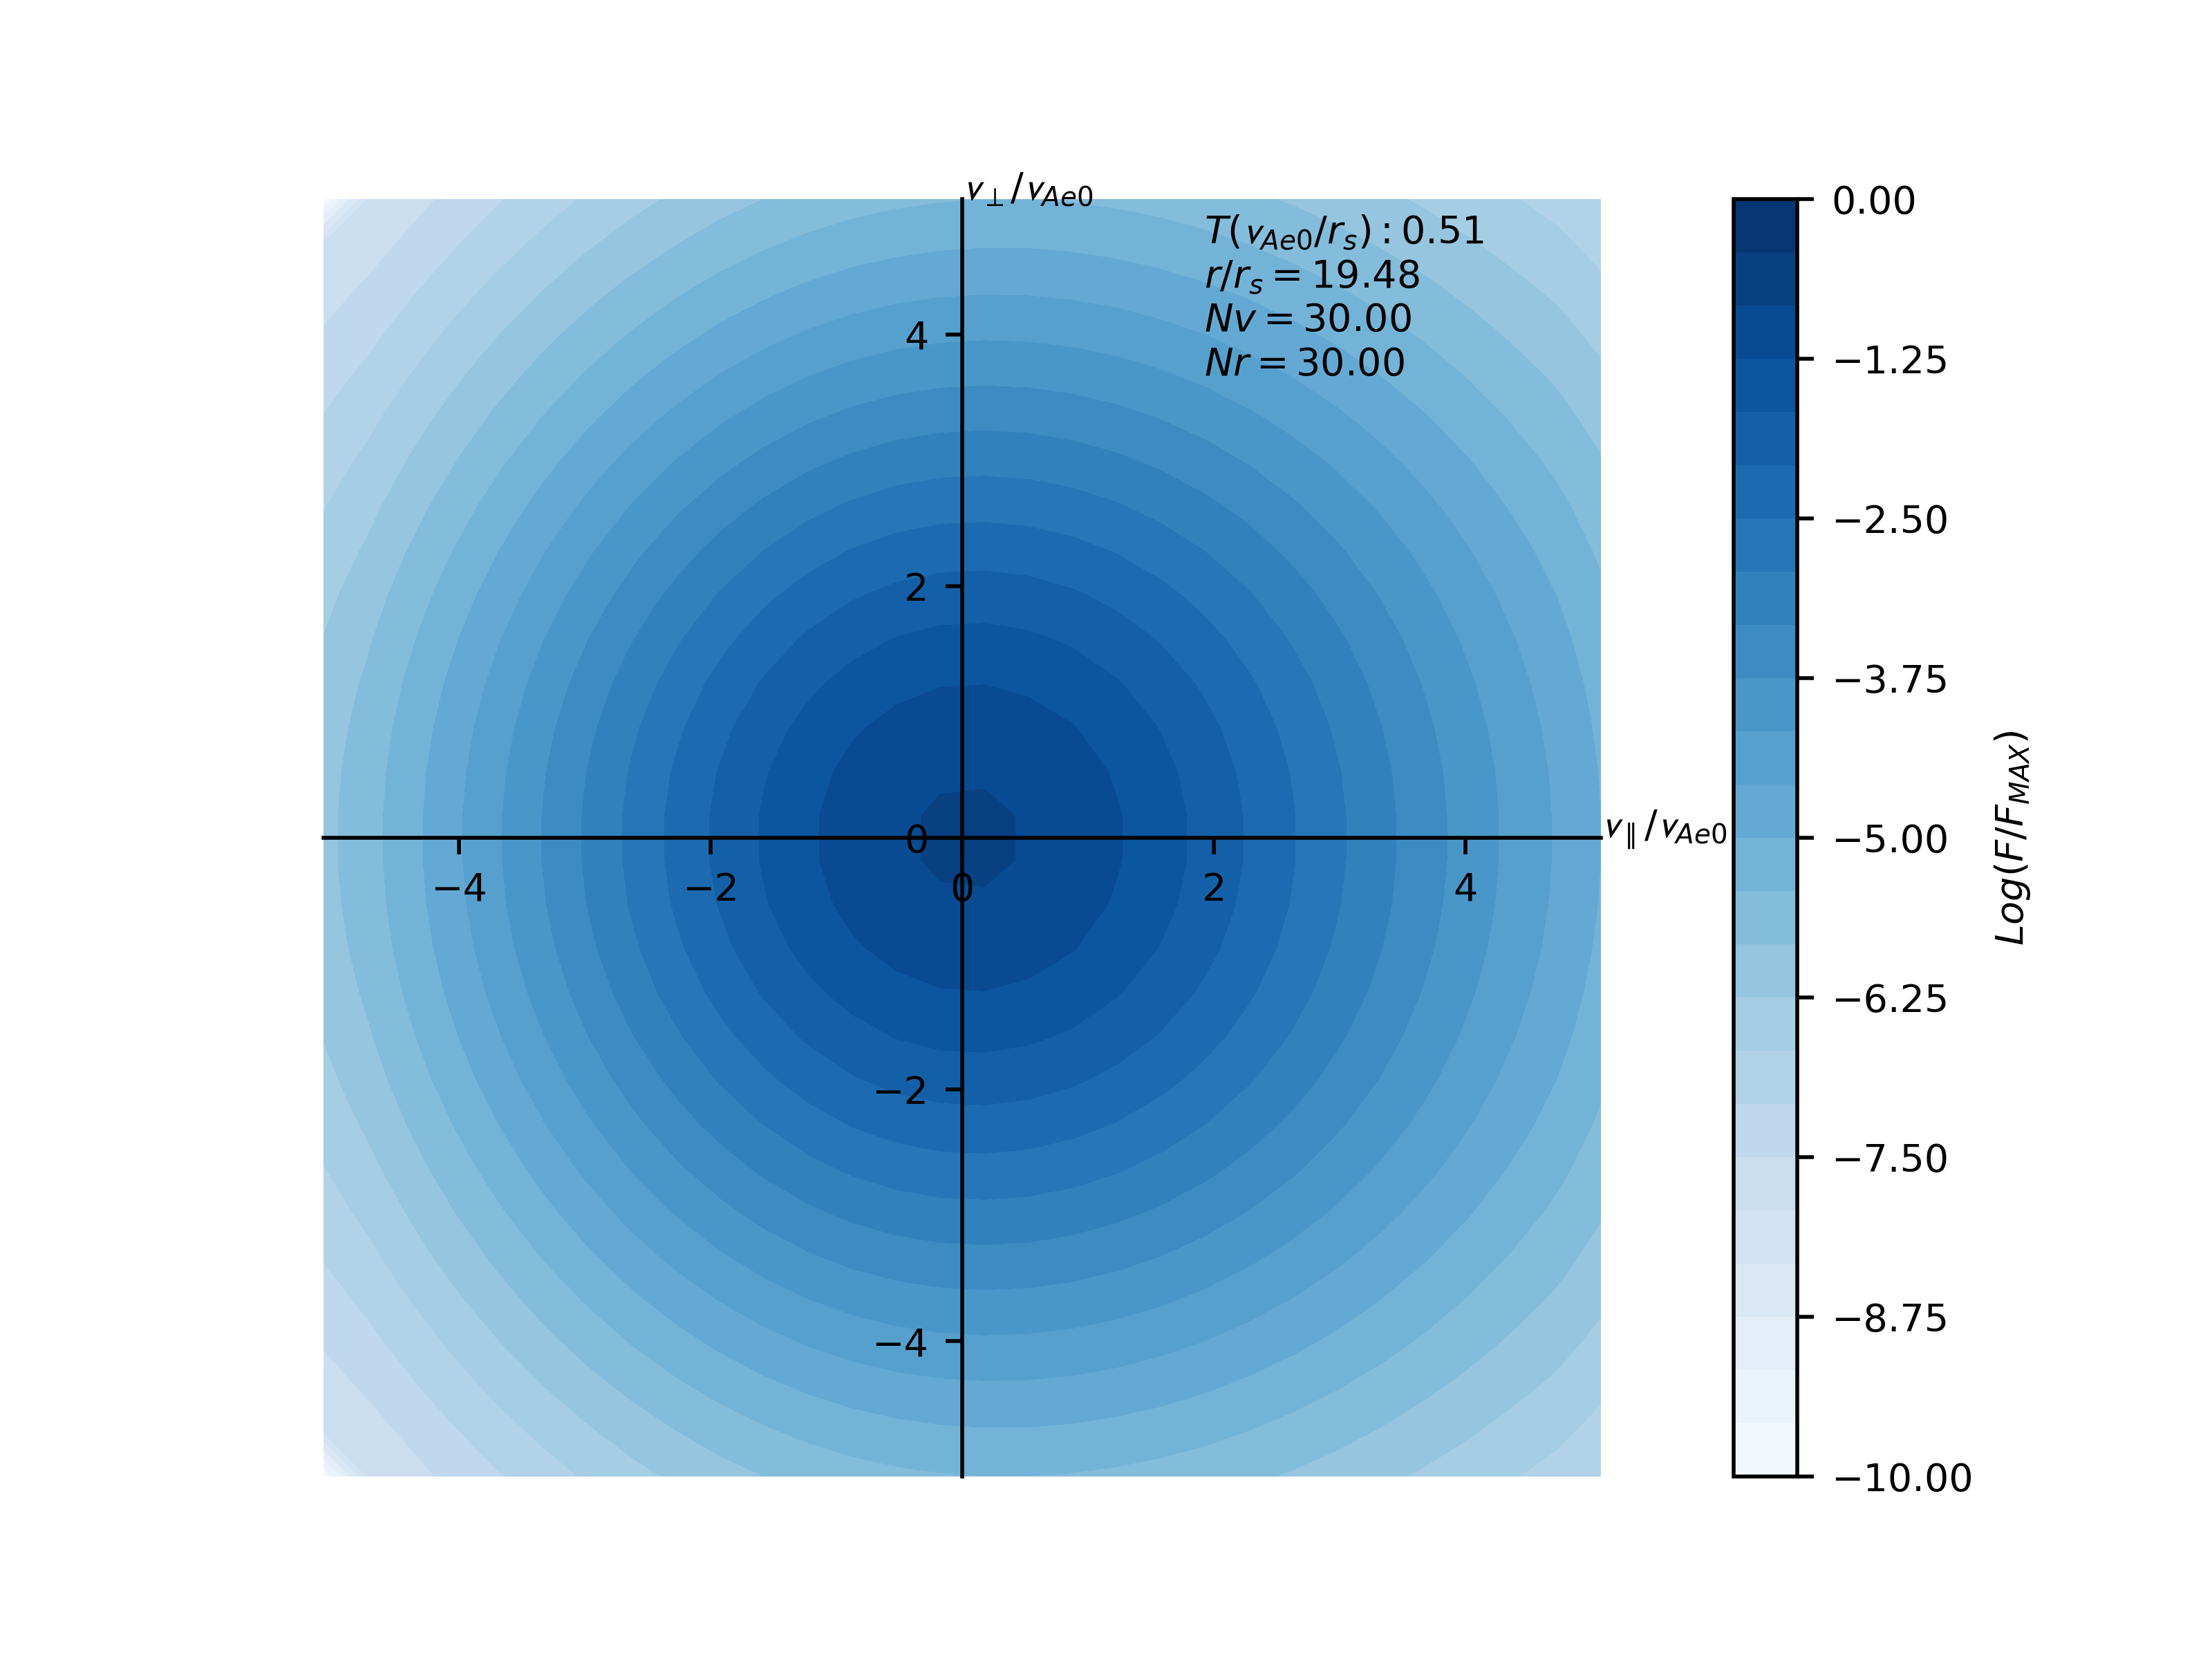 v⊥/vAe0
T(vAe0/rs) : 0.51
r/rs = 19.48
Nv = 30.00
Nr = 30.00
4
2
0
−2
−4
−4
−2
0
2
4
v∥/vAe0
0.00
−1.25
−2.50
−3.75
−5.00
−6.25
−7.50
−8.75
−10.00
Log(F/FMAX)